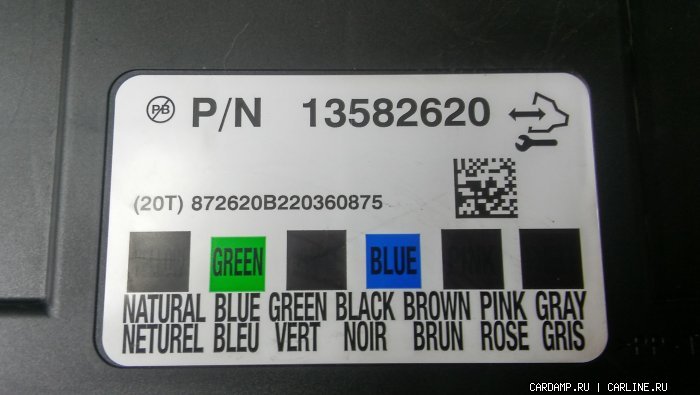 PB P/N 13582620
(20T) 872620B220360875
GREEN BLUE
NATURAL BLUE GREEN BLACK BROWN PINK GRAY
NETUREL BLEU VERT NOIR BRUN ROSE GRIS
CARDAMP.RU | CARLINE.RU